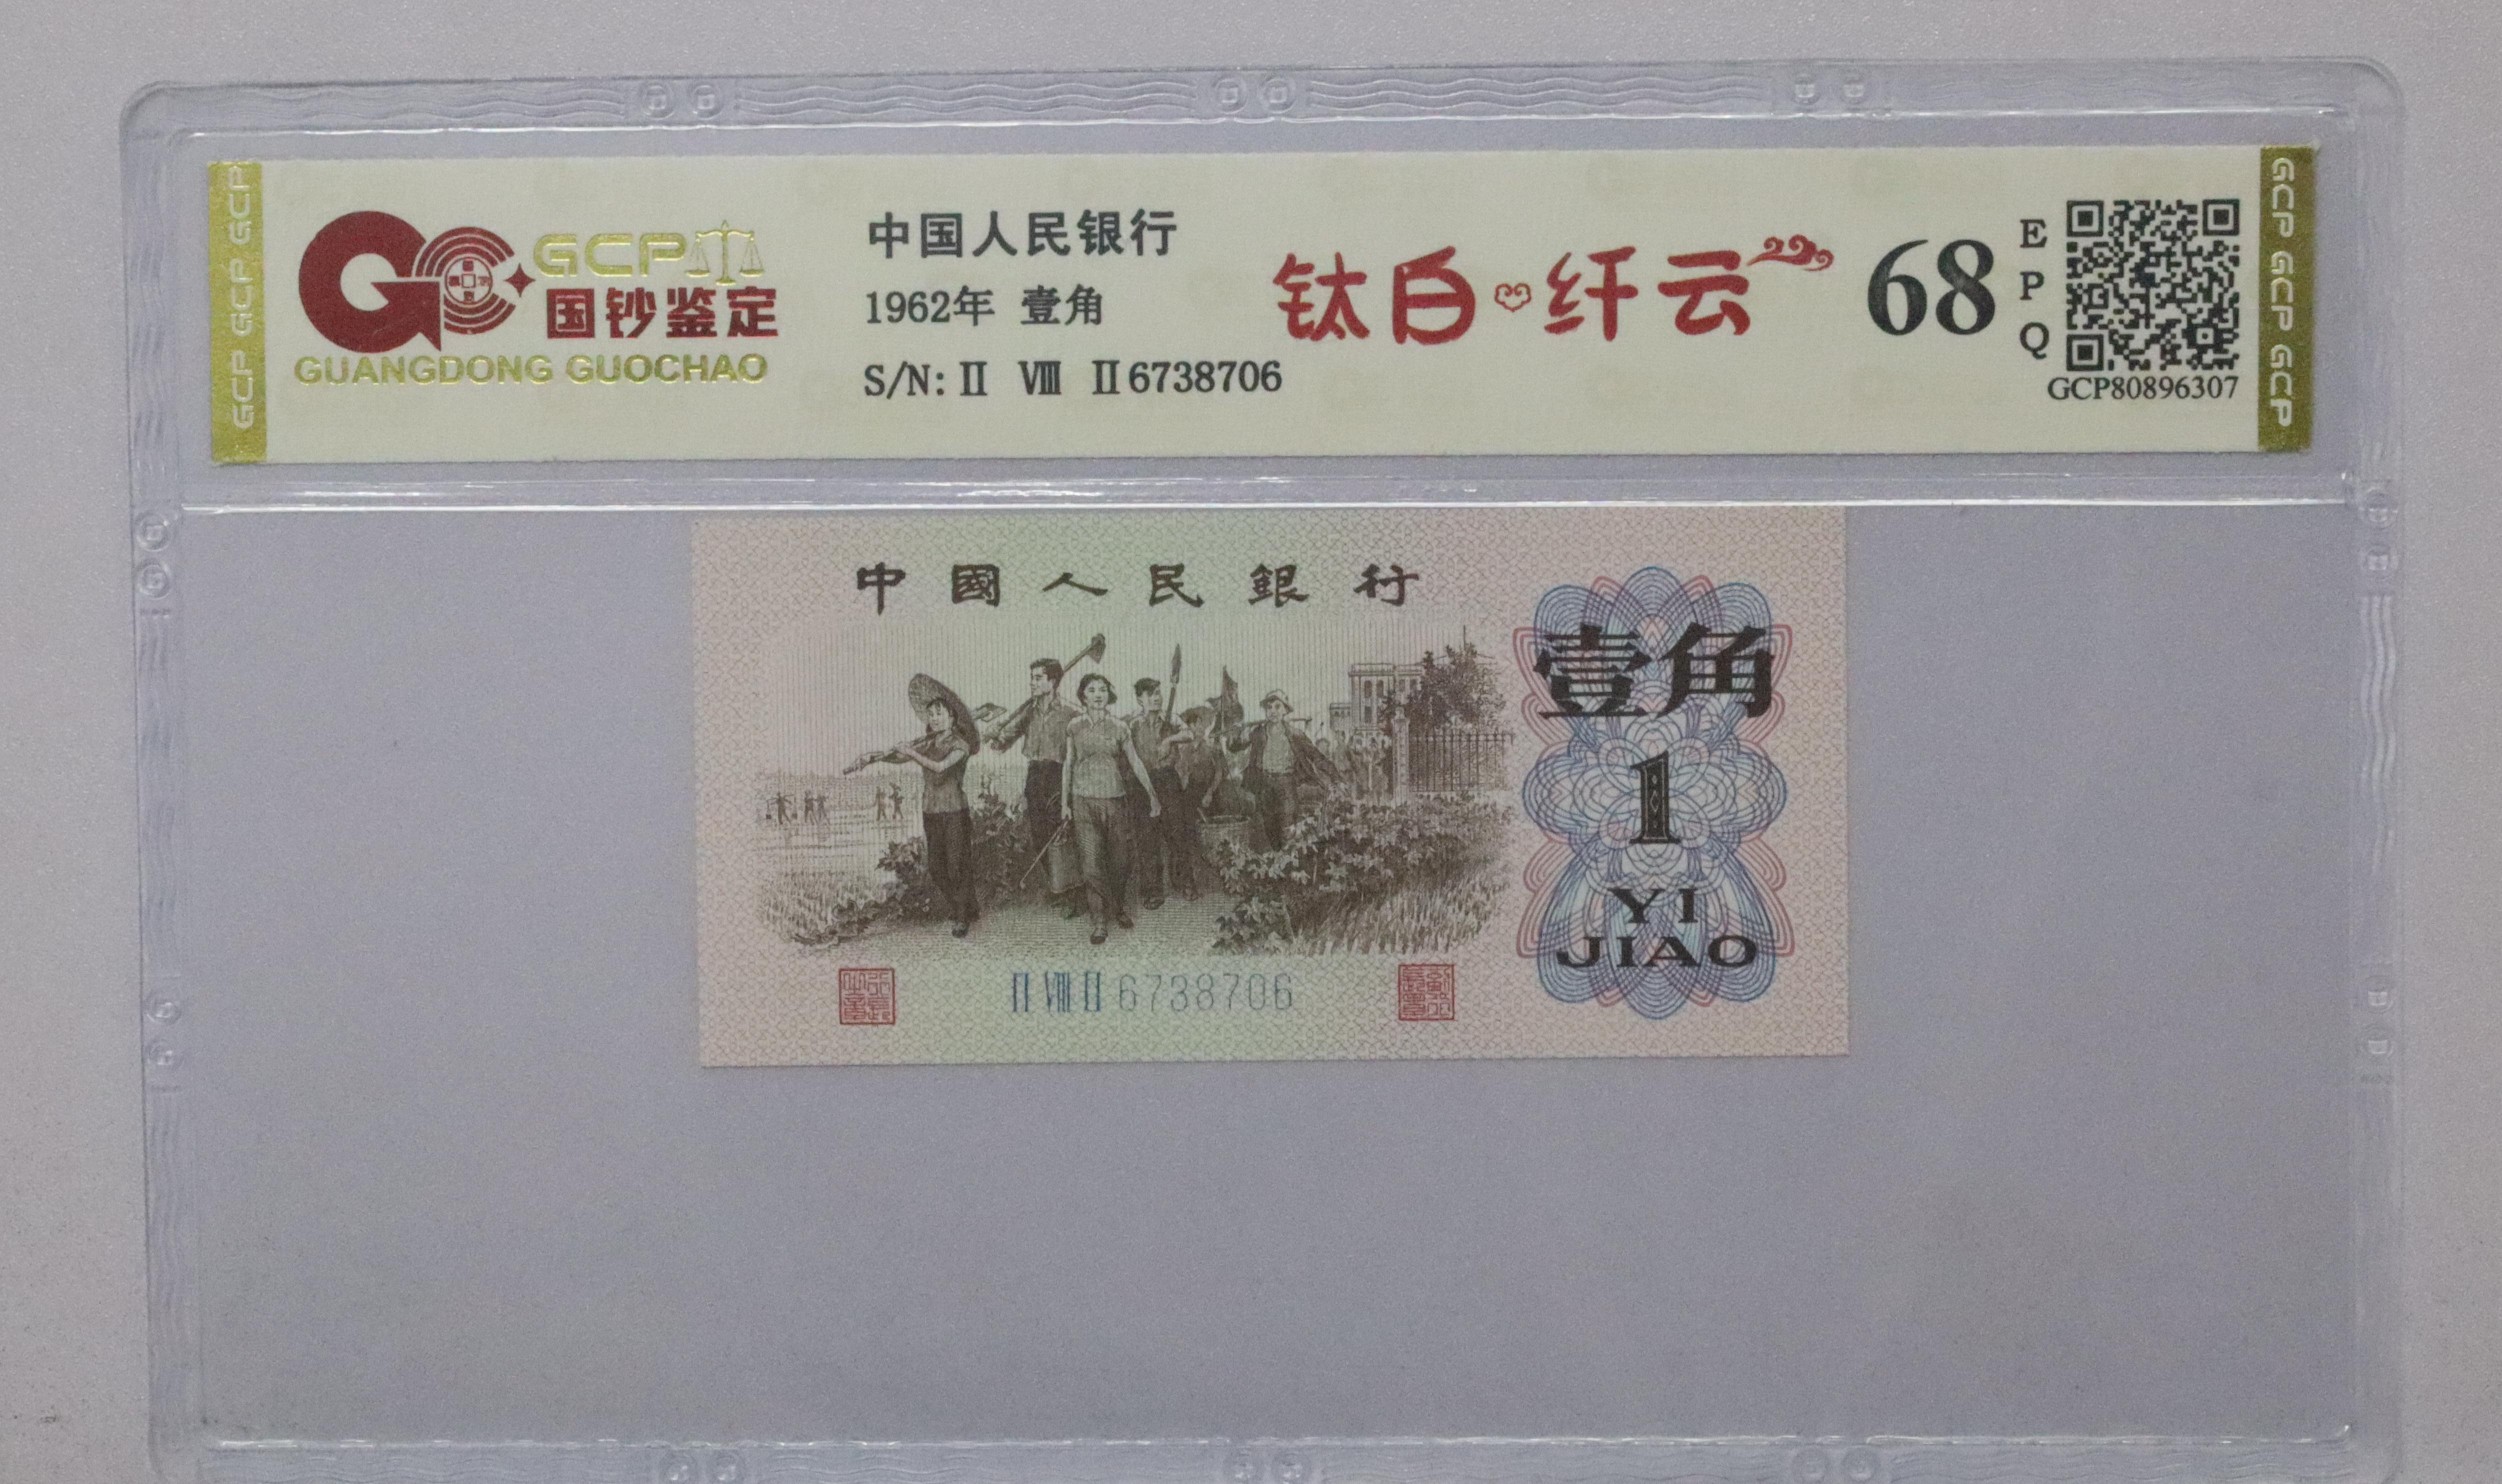 GCP 国钞鉴定
GUANGDONG GUOCHAO
中国人民银行
1962年 壹角
S/N: Ⅱ Ⅷ Ⅱ6738706
钛白 纤云
68
EPQ
GCP80896307
GCP GCP GCP
GCP GCP GCP
中國人民銀行
壹角
1
YI
JIAO
Ⅱ Ⅷ Ⅱ 6738706